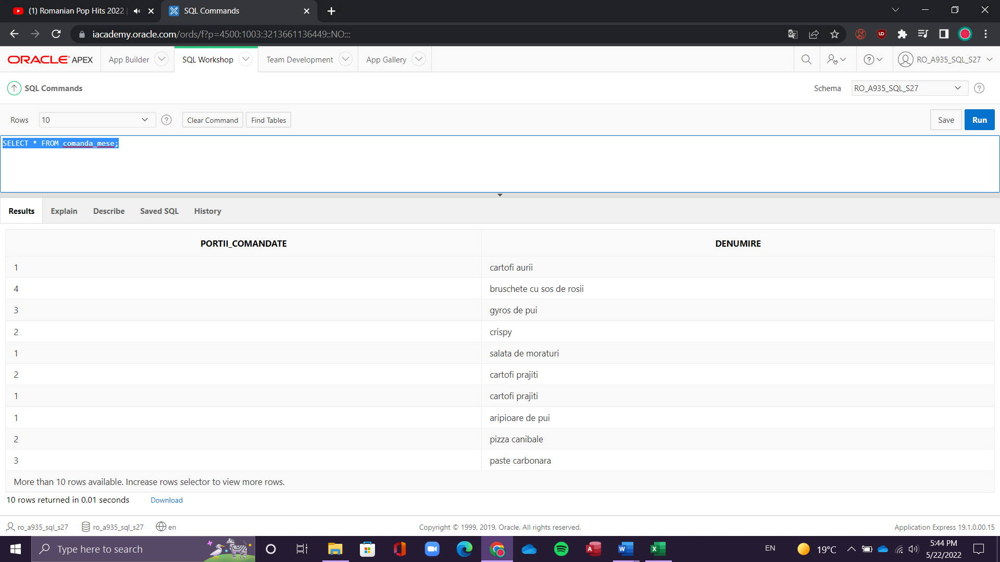 (1) Romanian Pop Hits 2022
SQL Commands
iacademy.oracle.com/ords/f?p=4500:1003:3213661136449::NO:::
ORACLE APEX
App Builder
SQL Workshop
Team Development
App Gallery
RO_A935_SQL_S27
SQL Commands
Schema
RO_A935_SQL_S27
Rows
10
Clear Command
Find Tables
Save
Run
SELECT * FROM comanda_mese;
Results
Explain
Describe
Saved SQL
History
PORTII_COMANDATE DENUMIRE
1 cartofi aurii
4 bruschete cu sos de rosii
3 gyros de pui
2 crispy
1 salata de moraturi
2 cartofi prajiti
1 cartofi prajiti
1 aripioare de pui
2 pizza canibale
3 paste carbonara
More than 10 rows available. Increase rows selector to view more rows.
10 rows returned in 0.01 seconds
Download
ro_a935_sql_s27
ro_a935_sql_s27
en
Copyright © 1999, 2019, Oracle. All rights reserved.
Application Express 19.1.0.00.15
Type here to search
EN
19°C
5:44 PM
5/22/2022